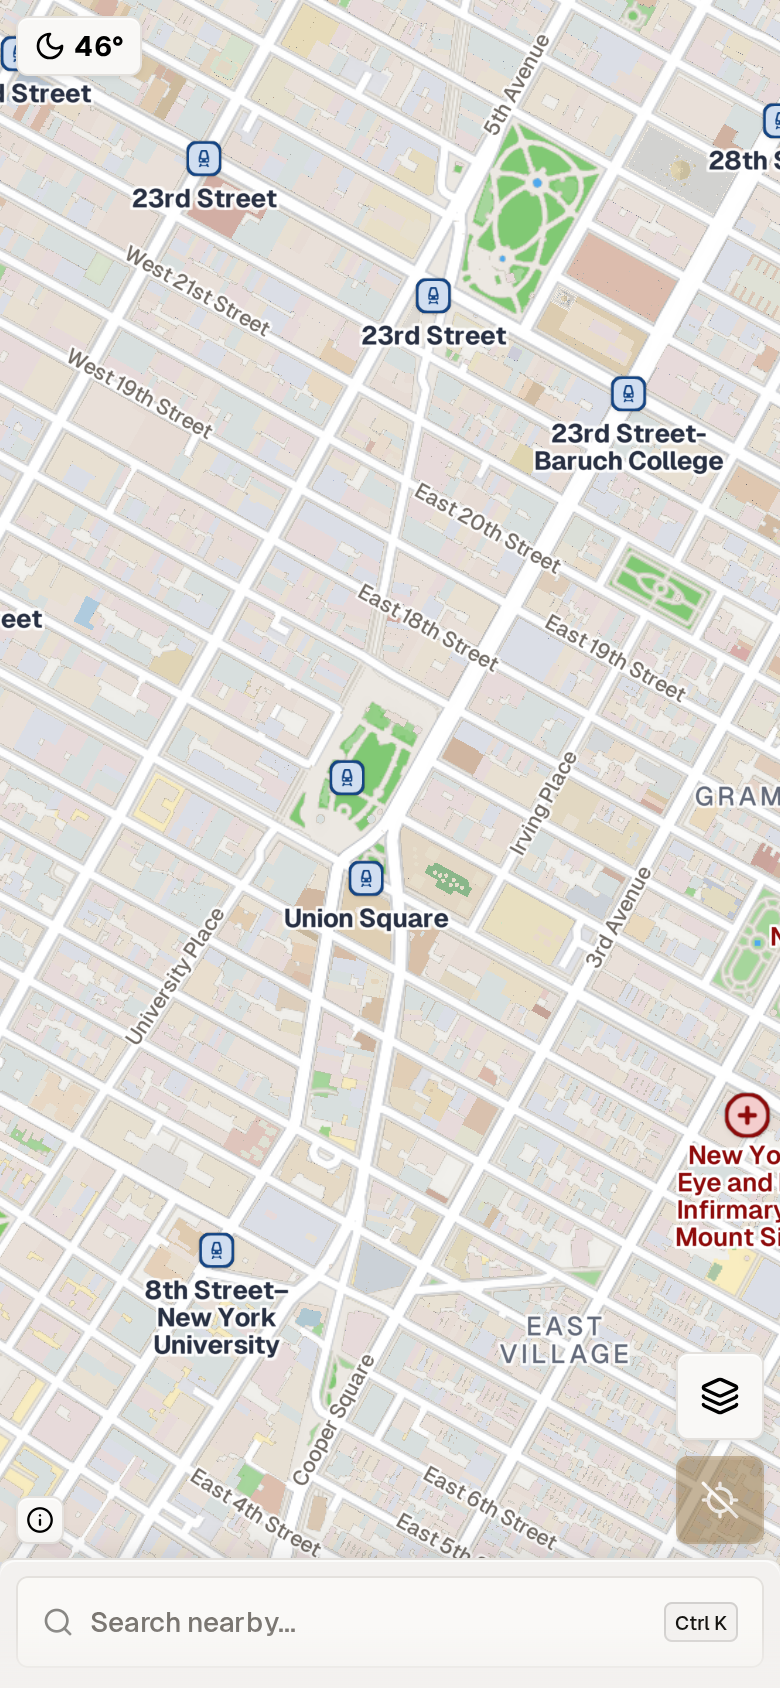 46°
d Street
5th Avenue
28th S
23rd Street
West 21st Street
23rd Street
West 19th Street
23rd Street-
Baruch College
East 20th Street
eet
East 18th Street
East 19th Street
Irving Place
GRAM
3rd Avenue
Union Square
University Place
N
New Yo
Eye and
Infirmary
Mount Si
8th Street–
New York
University
EAST
VILLAGE
Cooper Square
East 6th Street
East 4th Street
East 5th
Search nearby...
Ctrl K